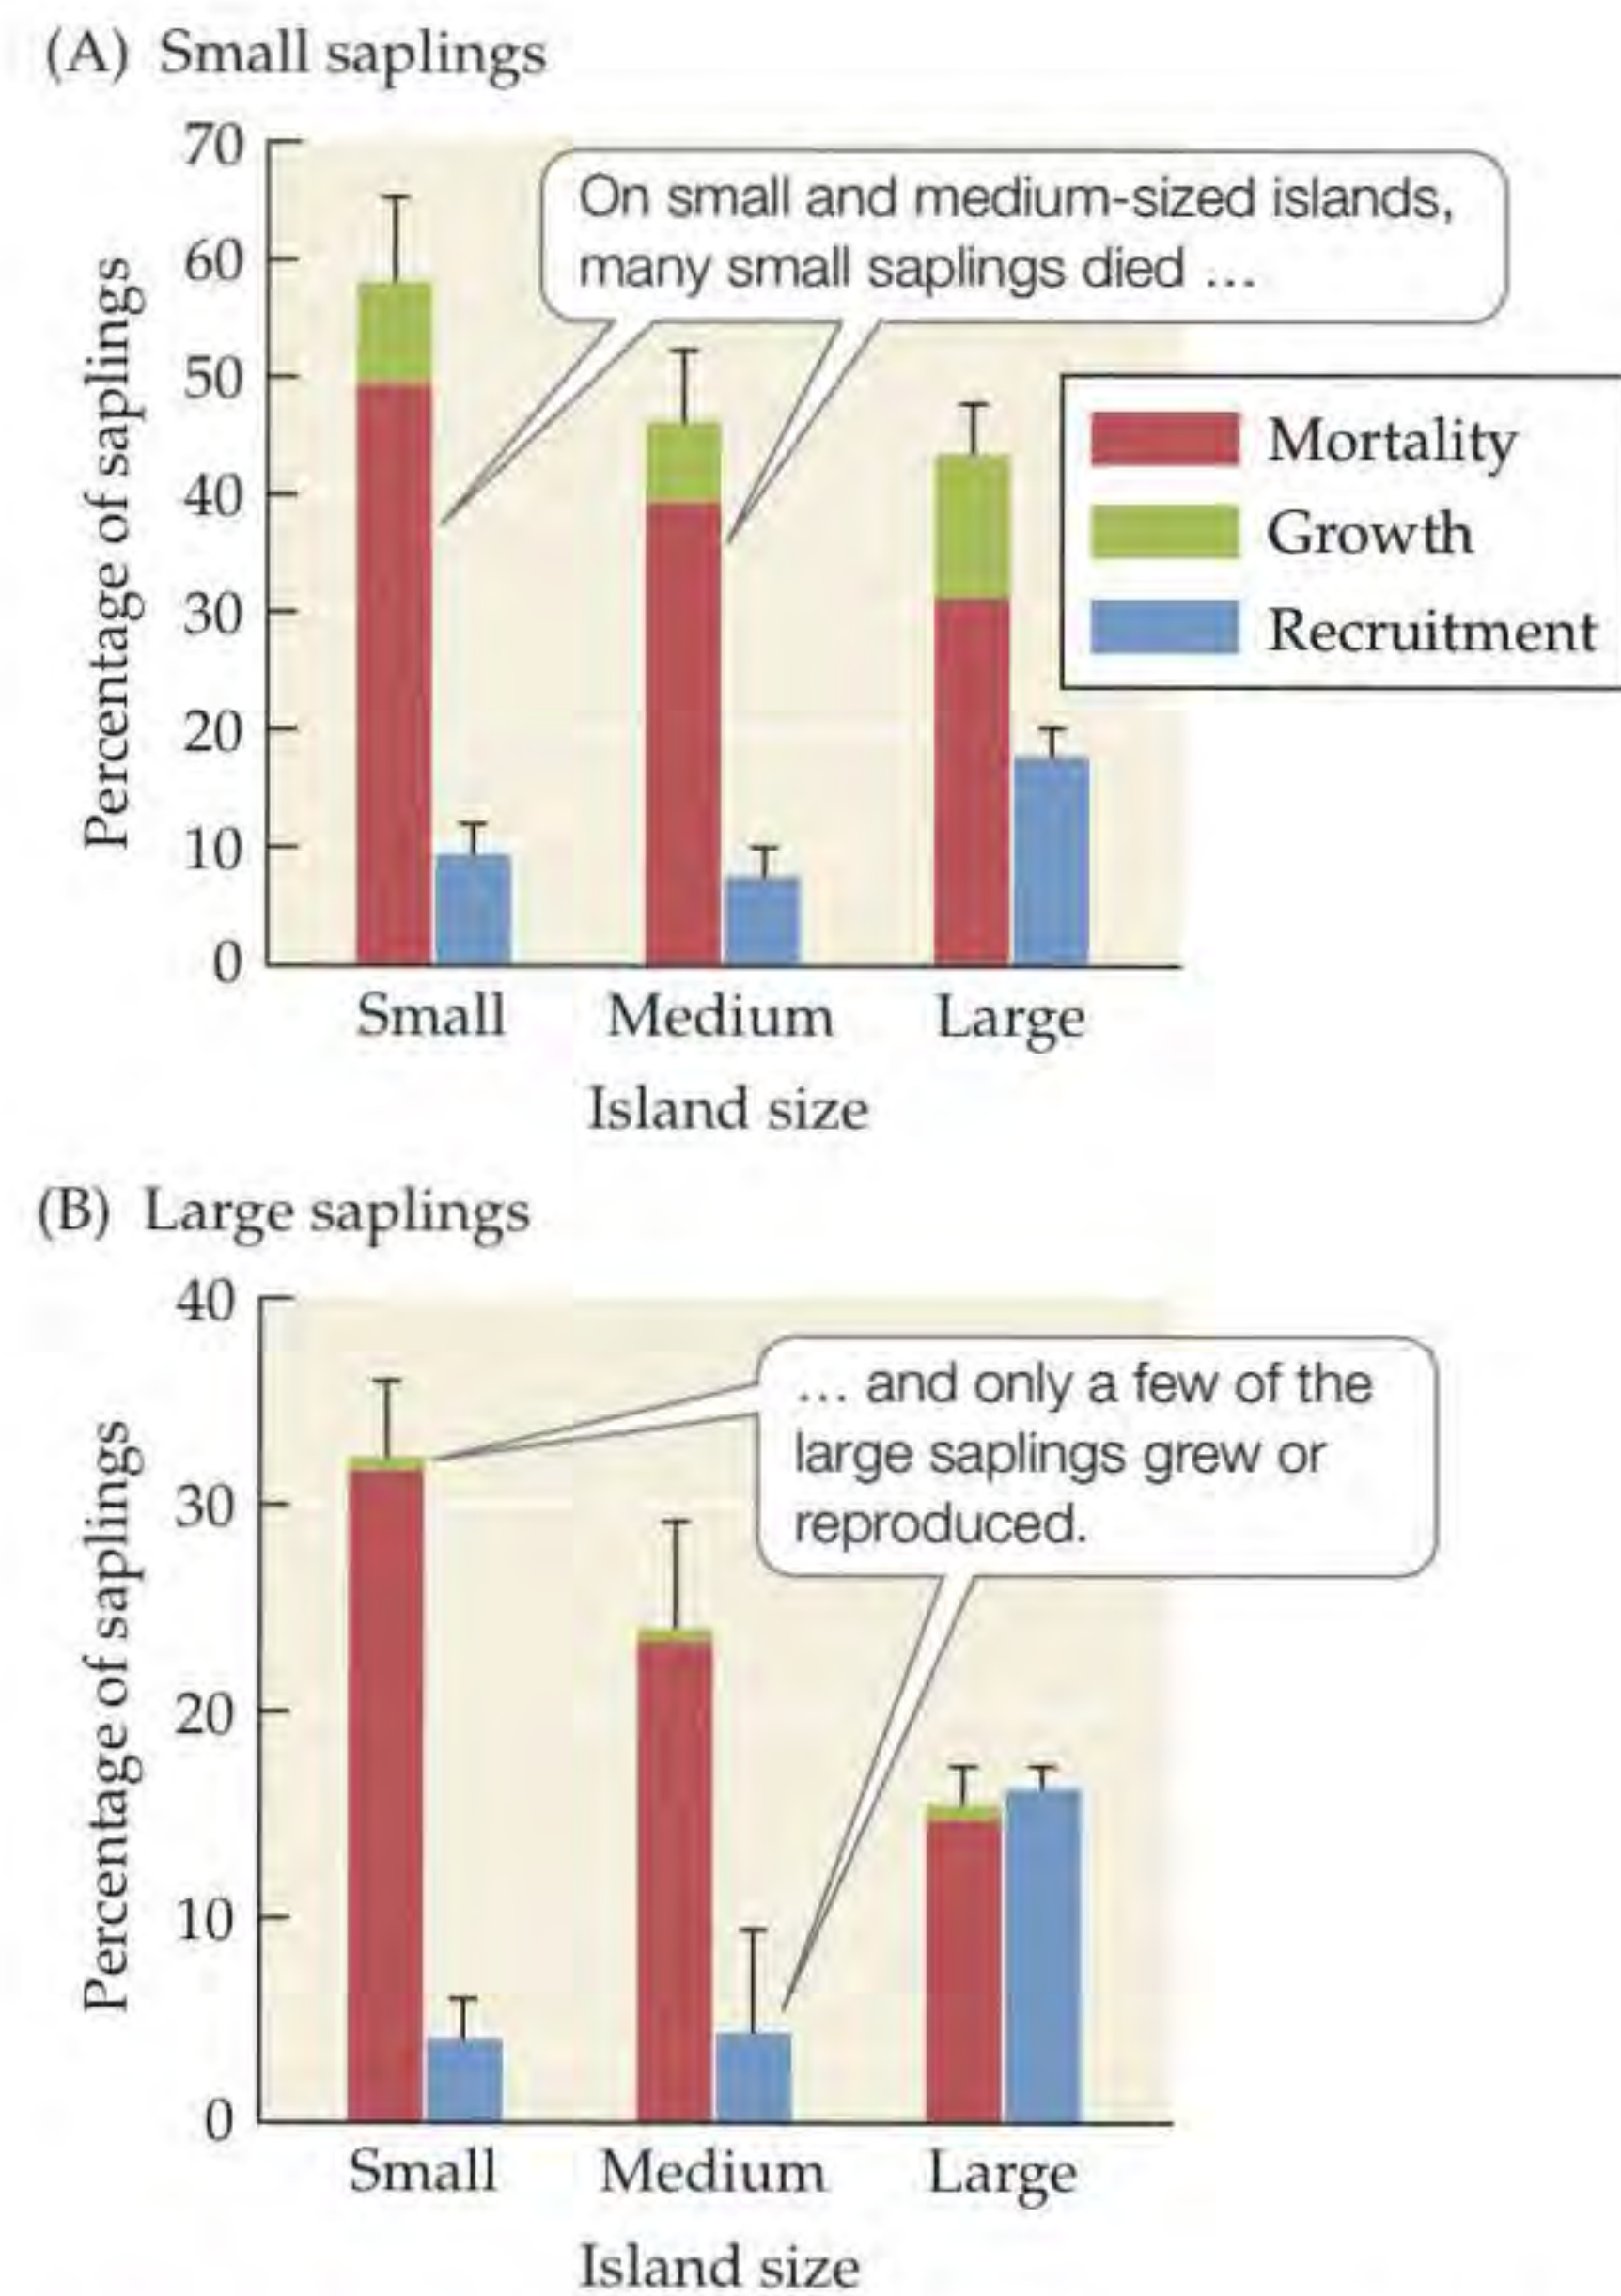 (A) Small saplings
Percentage of saplings
70
60
50
40
30
20
10
0
On small and medium-sized islands,
many small saplings died ...
Mortality
Growth
Recruitment
Small Medium Large
Island size
(B) Large saplings
Percentage of saplings
40
30
20
10
0
... and only a few of the
large saplings grew or
reproduced.
Small Medium Large
Island size